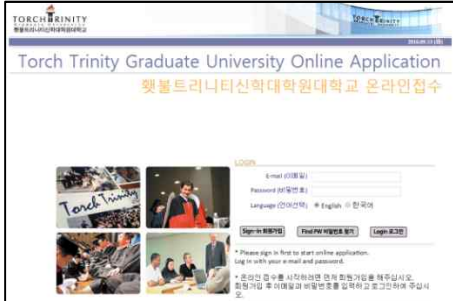 TORCH TRINITY
횃불트리니티신학대학원대학교
TORCH TRINITY
Torch Trinity Graduate University Online Application
횃불트리니티신학대학원대학교 온라인접수
Torch Trinity
LOGIN
E-mail (이메일)
Password (비밀번호)
Language (언어선택) English 한국어
Sign-in 회원가입 Find PW 비밀번호 찾기 Login 로그인
* Please sign in first to start online application.
Log in with your e-mail and password.
* 온라인 접수를 시작하려면 먼저 회원가입을 해주십시오.
회원가입 후 이메일과 비밀번호를 입력하고 로그인하여 주십시
오.